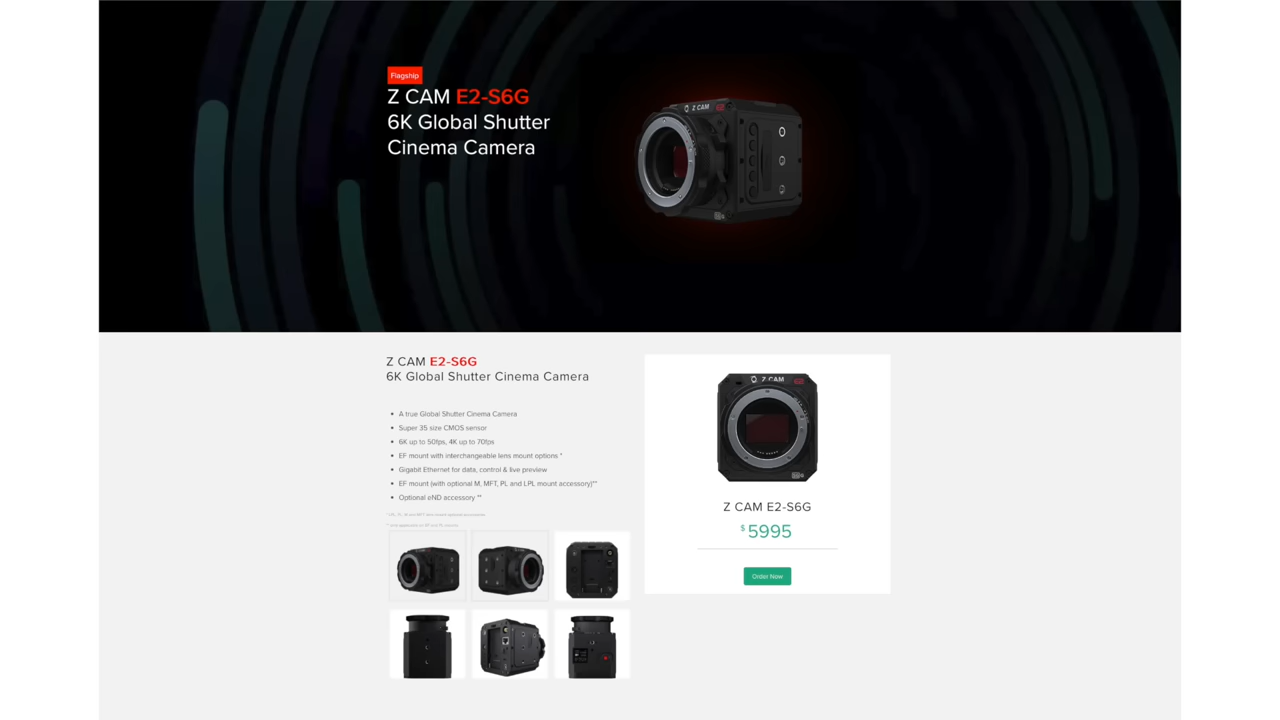 Flagship
Z CAM E2-S6G
6K Global Shutter
Cinema Camera
Z CAM
Z CAM E2-S6G
6K Global Shutter Cinema Camera
• A true Global Shutter Cinema Camera
• Super 35 size CMOS sensor
• 6K up to 50fps, 4K up to 70fps
• EF mount with interchangeable lens mount options *
• Gigabit Ethernet for data, control & live preview
• EF mount (with optional M, MFT, PL and LPL mount accessory)**
• Optional eND accessory **
Z CAM
Z CAM E2-S6G
$5995
Order Now